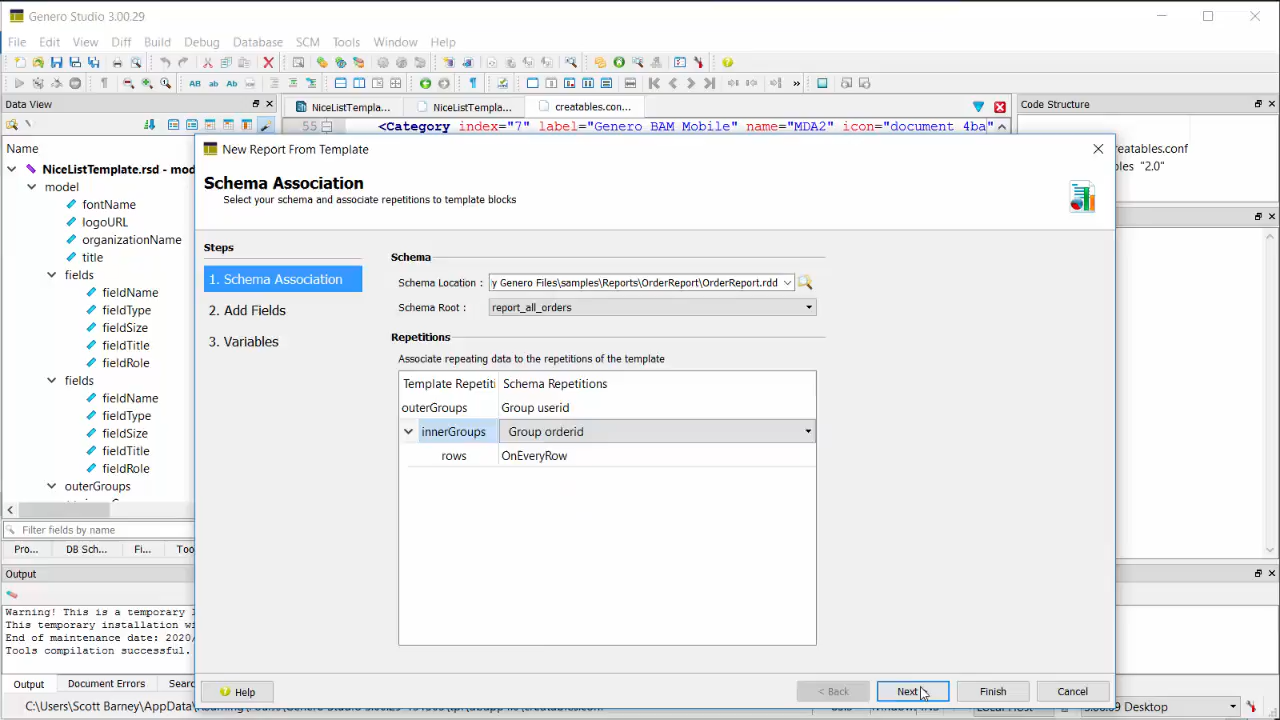 Genero Studio 3.00.29
File Edit View Diff Build Debug Database SCM Tools Window Help
Data View
NiceListTempla...
NiceListTempla...
creatables.con...
Code Structure
55 <Category index="7" label="Genero BAM Mobile" name="MDA2" icon="document_4ba
Name
NiceListTemplate.rsd - mod
model
fontName
logoURL
organizationName
title
fields
fieldName
fieldType
fieldSize
fieldTitle
fieldRole
fields
fieldName
fieldType
fieldSize
fieldTitle
fieldRole
outerGroups
Filter fields by name
Pro... DB Sch... Fi... Too
Output
Warning! This is a temporary
This temporary installation wi
End of maintenance date: 2020/
Tools compilation successful.
Output Document Errors Searc
New Report From Template
Schema Association
Select your schema and associate repetitions to template blocks
Steps
1. Schema Association
2. Add Fields
3. Variables
Schema
Schema Location : y Genero Files\samples\Reports\OrderReport\OrderReport.rdd
Schema Root : report_all_orders
Repetitions
Associate repeating data to the repetitions of the template
Template Repetiti Schema Repetitions
outerGroups Group userid
innerGroups Group orderid
rows OnEveryRow
Help < Back Next Finish Cancel
creatables.conf
bles "2.0"
C:\Users\Scott Barney\AppData\